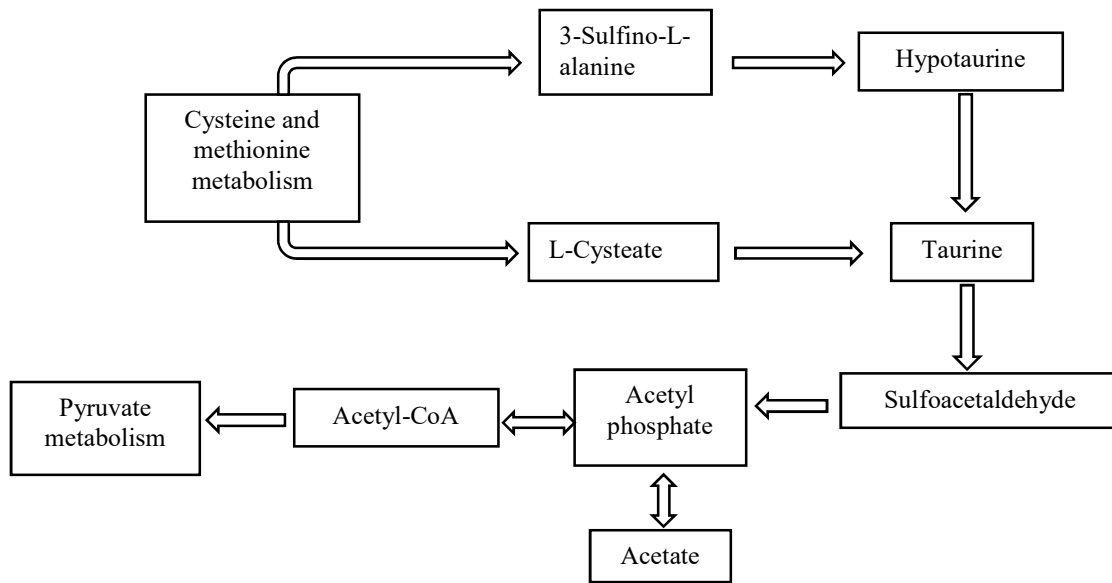 3-Sulfino-L-
alanine
Hypotaurine
Cysteine and
methionine
metabolism
L-Cysteate
Taurine
Pyruvate
metabolism
Acetyl-CoA
Acetyl
phosphate
Sulfoacetaldehyde
Acetate